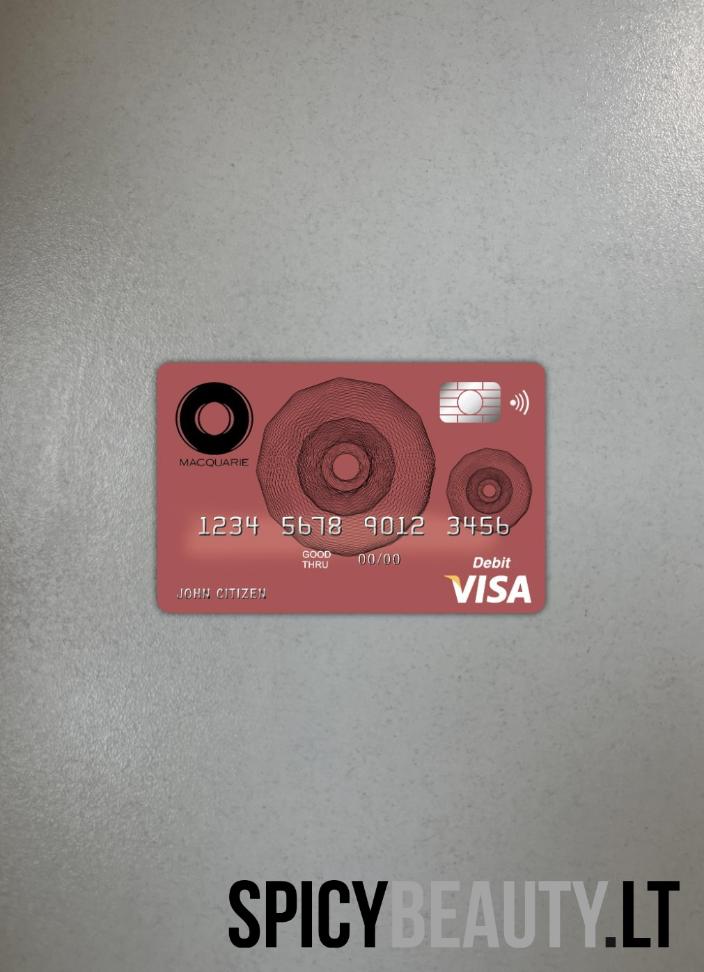 MACQUARIE
1234 5678 9012 3456
GOOD THRU 00/00
Debit
JOHN CITIZEN
VISA
SPICYBEAUTY.LT